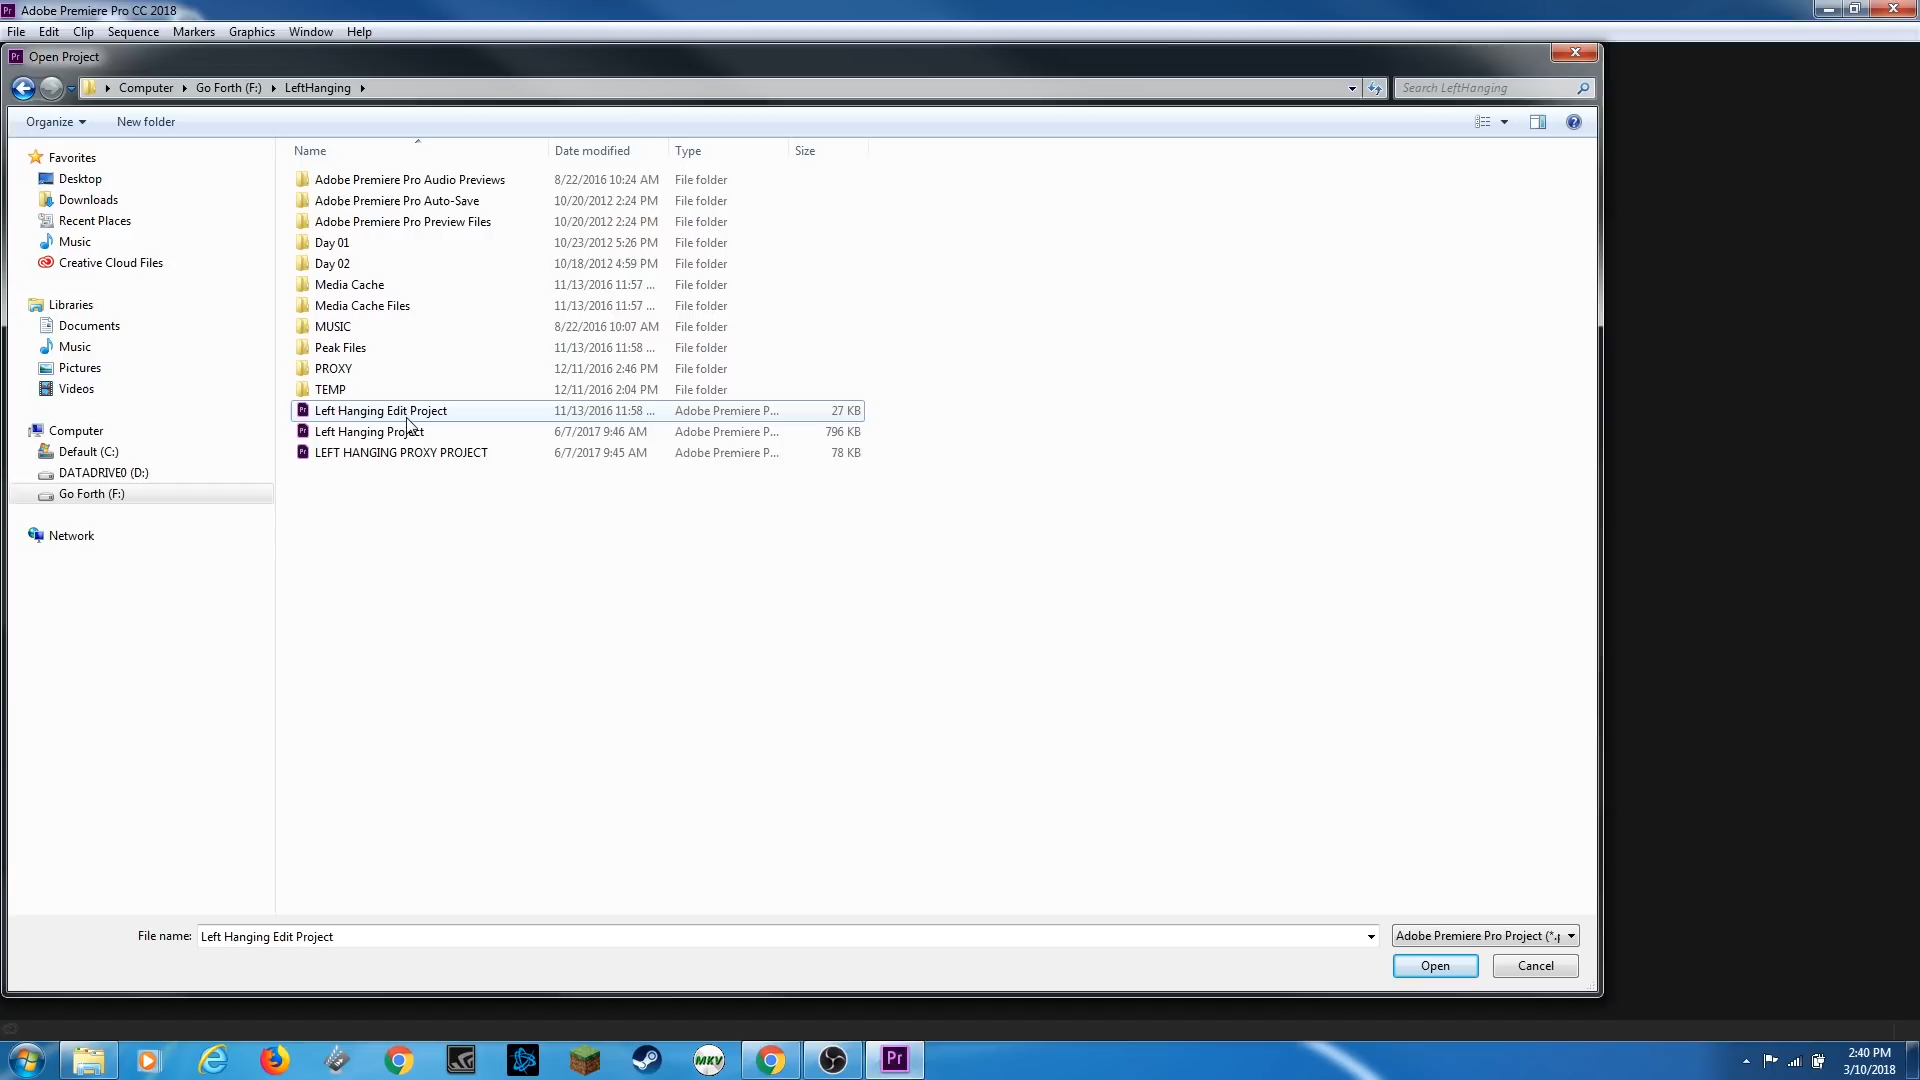 Adobe Premiere Pro CC 2018
File Edit Clip Sequence Markers Graphics Window Help
Open Project
Computer Go Forth (F:) LeftHanging Search LeftHanging
Organize New folder
Name Date modified Type Size
Favorites
Desktop
Downloads
Recent Places
Music
Creative Cloud Files
Libraries
Documents
Music
Pictures
Videos
Computer
Default (C:)
DATADRIVE0 (D:)
Go Forth (F:)
Network
Adobe Premiere Pro Audio Previews 8/22/2016 10:24 AM File folder
Adobe Premiere Pro Auto-Save 10/20/2012 2:24 PM File folder
Adobe Premiere Pro Preview Files 10/20/2012 2:24 PM File folder
Day 01 10/23/2012 5:26 PM File folder
Day 02 10/18/2012 4:59 PM File folder
Media Cache 11/13/2016 11:57 ... File folder
Media Cache Files 11/13/2016 11:57 ... File folder
MUSIC 8/22/2016 10:07 AM File folder
Peak Files 11/13/2016 11:58 ... File folder
PROXY 12/11/2016 2:46 PM File folder
TEMP 12/11/2016 2:04 PM File folder
Left Hanging Edit Project 11/13/2016 11:58 ... Adobe Premiere P... 27 KB
Left Hanging Project 6/7/2017 9:46 AM Adobe Premiere P... 796 KB
LEFT HANGING PROXY PROJECT 6/7/2017 9:45 AM Adobe Premiere P... 78 KB
File name: Left Hanging Edit Project Adobe Premiere Pro Project (*.p
Open Cancel
MKV Pr
2:40 PM
3/10/2018